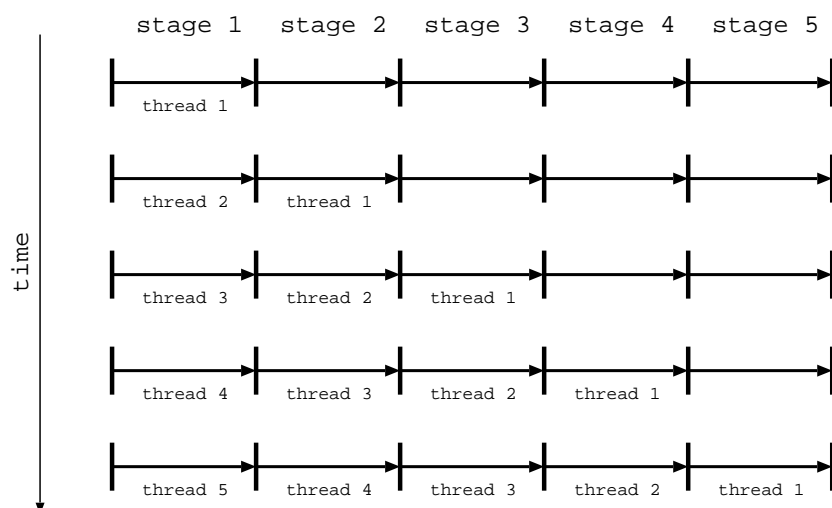 stage 1 stage 2 stage 3 stage 4 stage 5
thread 1
thread 2 thread 1
time
thread 3 thread 2 thread 1
thread 4 thread 3 thread 2 thread 1
thread 5 thread 4 thread 3 thread 2 thread 1